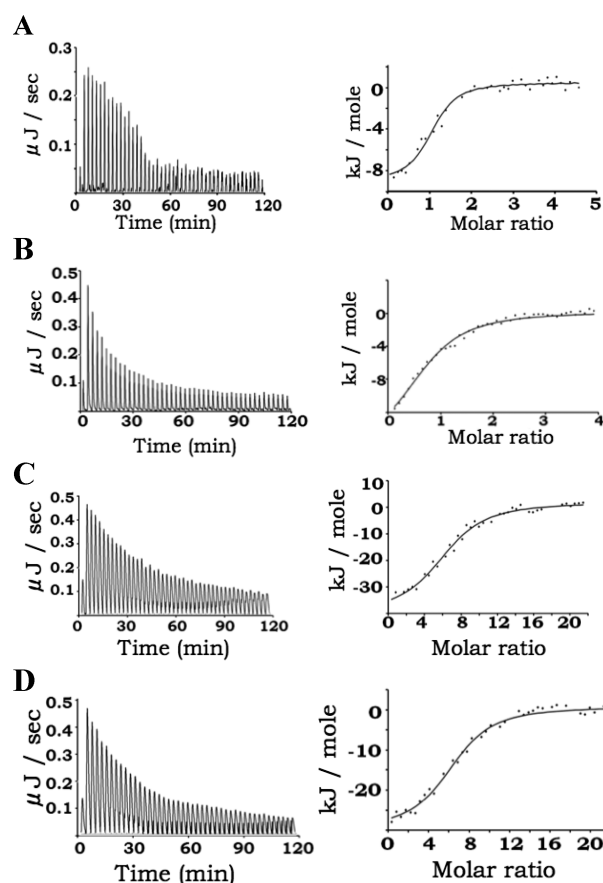 A
0.3
0.2
0.1
μJ / sec
0 30 60 90 120
Time (min)
0
-4
-8
kJ / mole
0 1 2 3 4 5
Molar ratio
B
0.5
0.4
0.3
0.2
0.1
μJ / sec
0 30 60 90 120
Time (min)
0
-4
-8
kJ / mole
0 1 2 3 4
Molar ratio
C
0.5
0.4
0.3
0.2
0.1
μJ / sec
0 30 60 90 120
Time (min)
10
0
-10
-20
-30
kJ / mole
0 4 8 12 16 20
Molar ratio
D
0.5
0.4
0.3
0.2
0.1
μJ / sec
0 30 60 90 120
Time (min)
0
-10
-20
kJ / mole
0 4 8 12 16 20
Molar ratio